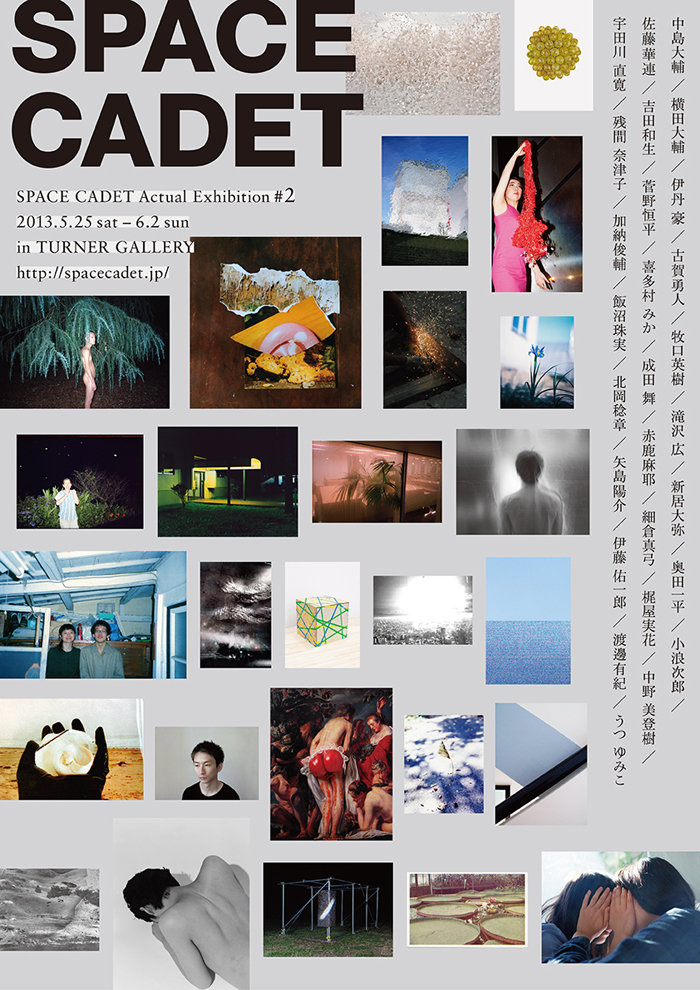 SPACE
CADET
SPACE CADET Actual Exhibition #2
2013.5.25 sat – 6.2 sun
in TURNER GALLERY
http://spacecadet.jp/
中島大輔 ／ 横田大輔 ／ 伊丹 豪 ／ 古賀勇人 ／ 牧口英樹 ／ 滝沢 広 ／ 新居大弥 ／ 奥田一平 ／ 小浪次郎 ／
佐藤華連 ／ 吉田和生 ／ 菅野恒平 ／ 喜多村 みか ／ 成田 舞 ／ 赤鹿麻耶 ／ 細倉真弓 ／ 梶屋実花 ／ 中野 美登樹 ／
宇田川 直寛 ／ 残間 奈津子 ／ 加納俊輔 ／ 飯沼珠実 ／ 北岡稔章 ／ 矢島陽介 ／ 伊藤 佑一郎 ／ 渡邊有紀 ／ うつ ゆみこ